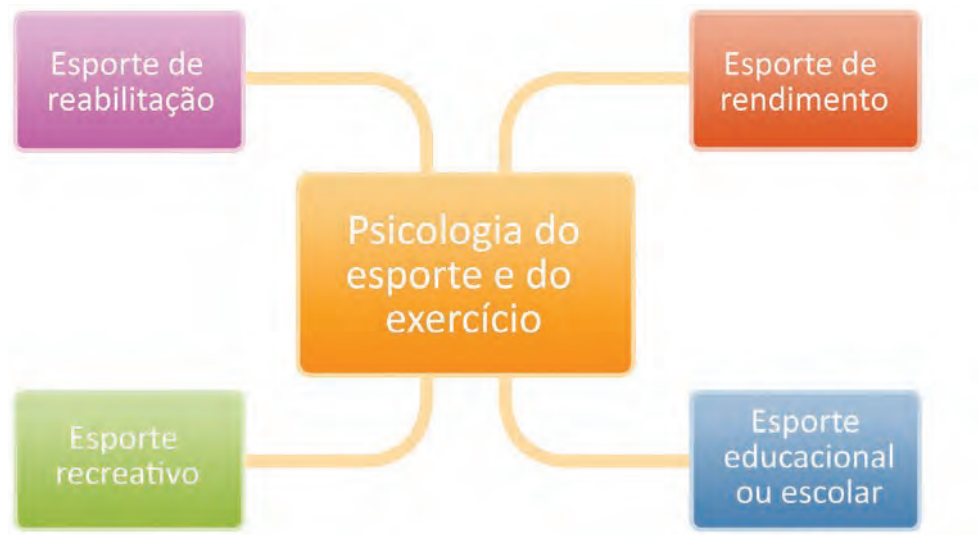 Esporte de
reabilitação
Esporte de
rendimento
Psicologia do
esporte e do
exercício
Esporte
recreativo
Esporte
educacional
ou escolar